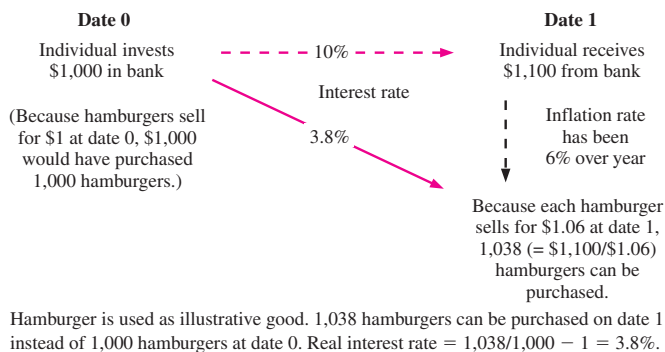 Date 0
Individual invests
$1,000 in bank
(Because hamburgers sell
for $1 at date 0, $1,000
would have purchased
1,000 hamburgers.)
10%
Interest rate
3.8%
Date 1
Individual receives
$1,100 from bank
Inflation rate
has been
6% over year
Because each hamburger
sells for $1.06 at date 1,
1,038 (= $1,100/$1.06)
hamburgers can be
purchased.
Hamburger is used as illustrative good. 1,038 hamburgers can be purchased on date 1
instead of 1,000 hamburgers at date 0. Real interest rate = 1,038/1,000 − 1 = 3.8%.